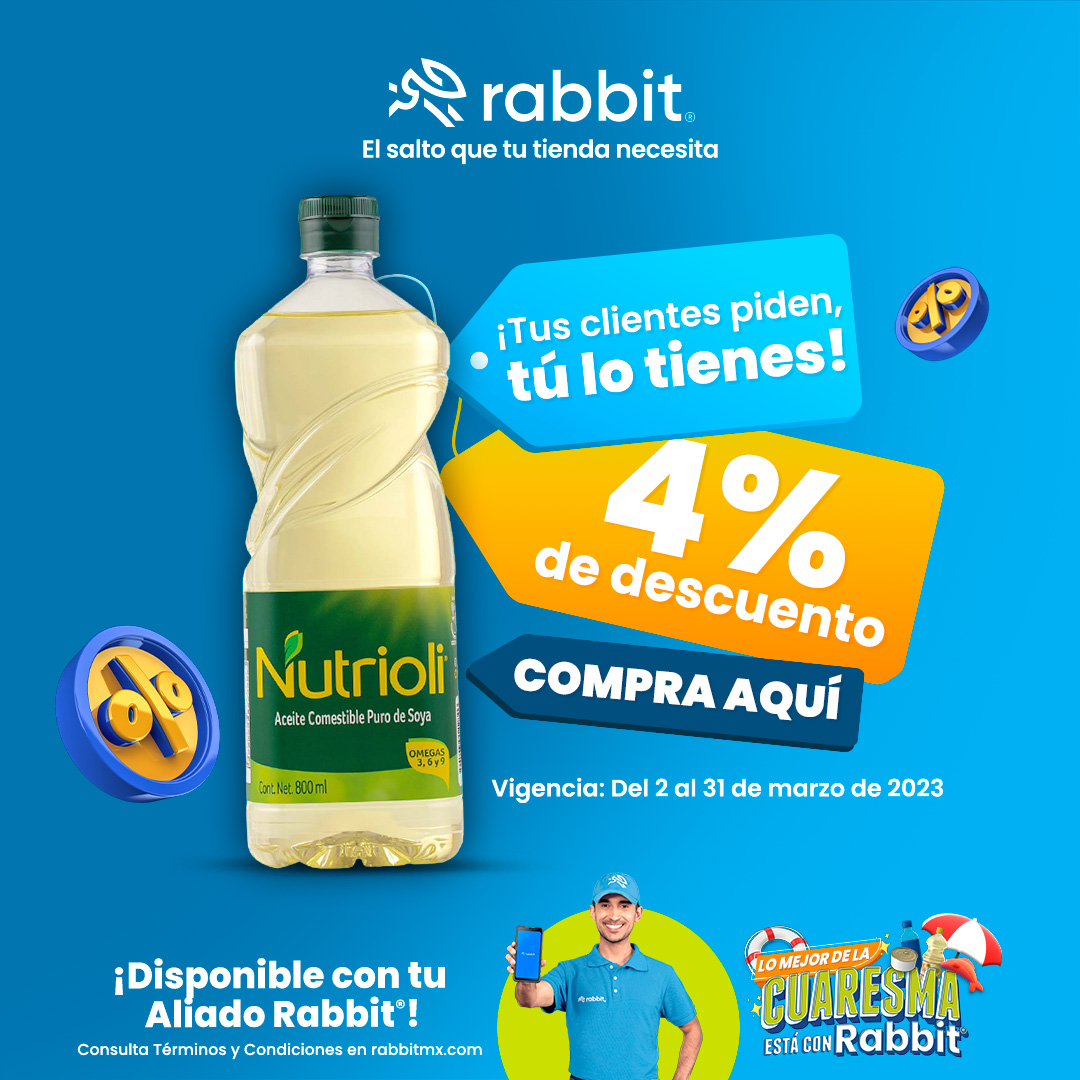 rabbit®
El salto que tu tienda necesita
¡Tus clientes piden,
tú lo tienes!
4%
de descuento
COMPRA AQUÍ
Vigencia: Del 2 al 31 de marzo de 2023
Nutrioli®
Aceite Comestible Puro de Soya
OMEGAS
3, 6 y 9
Cont. Net. 800 ml
%
%
¡Disponible con tu
Aliado Rabbit®!
Consulta Términos y Condiciones en rabbitmx.com
rabbit
LO MEJOR DE LA
CUARESMA
ESTÁ CON Rabbit®